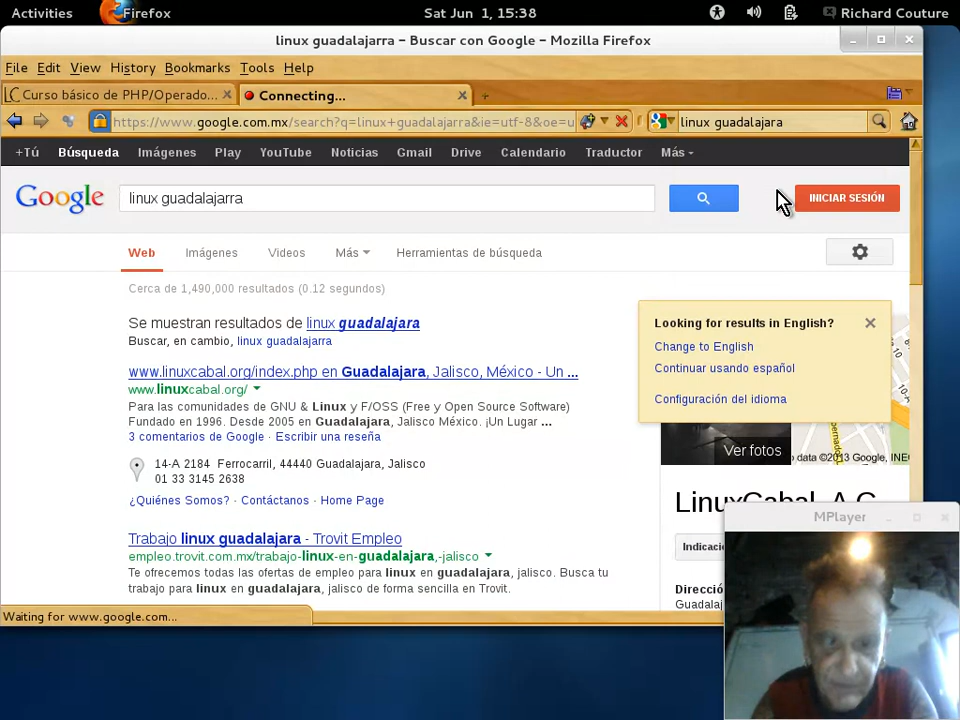 Activities Firefox Sat Jun 1, 15:38 Richard Couture
linux guadalajarra – Buscar con Google – Mozilla Firefox
File Edit View History Bookmarks Tools Help
Curso básico de PHP/Operado... Connecting...
https://www.google.com.mx/search?q=linux+guadalajarra&ie=utf-8&oe=u linux guadalajara
+Tú Búsqueda Imágenes Play YouTube Noticias Gmail Drive Calendario Traductor Más
Google linux guadalajarra INICIAR SESIÓN
Web Imágenes Videos Más Herramientas de búsqueda
Cerca de 1,490,000 resultados (0.12 segundos)
Se muestran resultados de linux guadalajara
Buscar, en cambio, linux guadalajarra
Looking for results in English?
Change to English
Continuar usando español
Configuración del idioma
www.linuxcabal.org/index.php en Guadalajara, Jalisco, México - Un ...
www.linuxcabal.org/
Para las comunidades de GNU & Linux y F/OSS (Free y Open Source Software)
Fundado en 1996. Desde 2005 en Guadalajara, Jalisco México. ¡Un Lugar ...
3 comentarios de Google · Escribir una reseña
14-A 2184 Ferrocarril, 44440 Guadalajara, Jalisco
01 33 3145 2638
¿Quiénes Somos? · Contáctanos · Home Page
Ver fotos
data ©2013 Google, INE
LinuxCabal, A.C.
Indicacio
Direcció
Guadalaj
Trabajo linux guadalajara - Trovit Empleo
empleo.trovit.com.mx/trabajo-linux-en-guadalajara,-jalisco
Te ofrecemos todas las ofertas de empleo para linux en guadalajara, jalisco. Busca tu
trabajo para linux en guadalajara, jalisco de forma sencilla en Trovit.
Waiting for www.google.com...
MPlayer